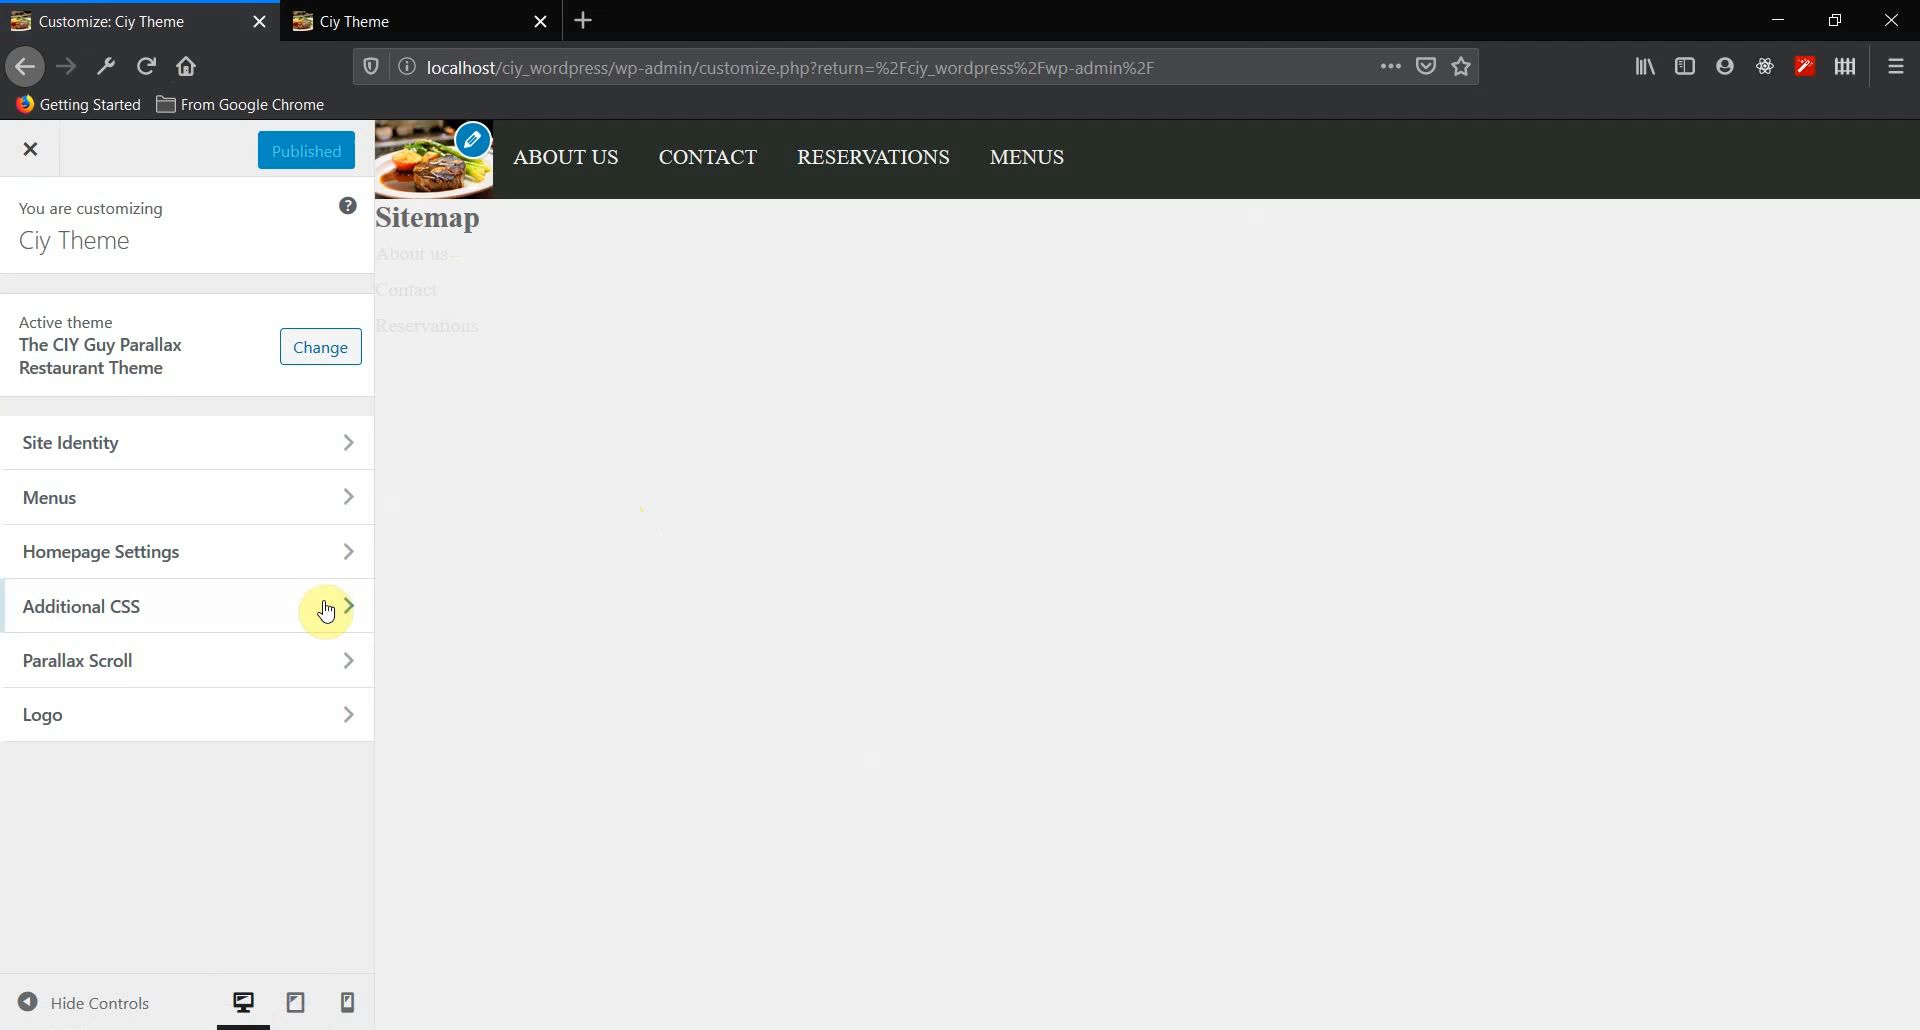 Customize: Ciy Theme
Ciy Theme
localhost/ciy_wordpress/wp-admin/customize.php?return=%2Fciy_wordpress%2Fwp-admin%2F
Getting Started
From Google Chrome
Published
You are customizing
Ciy Theme
Active theme
The CIY Guy Parallax
Restaurant Theme
Change
Site Identity
Menus
Homepage Settings
Additional CSS
Parallax Scroll
Logo
Hide Controls
ABOUT US CONTACT RESERVATIONS MENUS
Sitemap
About us--
Contact
Reservations